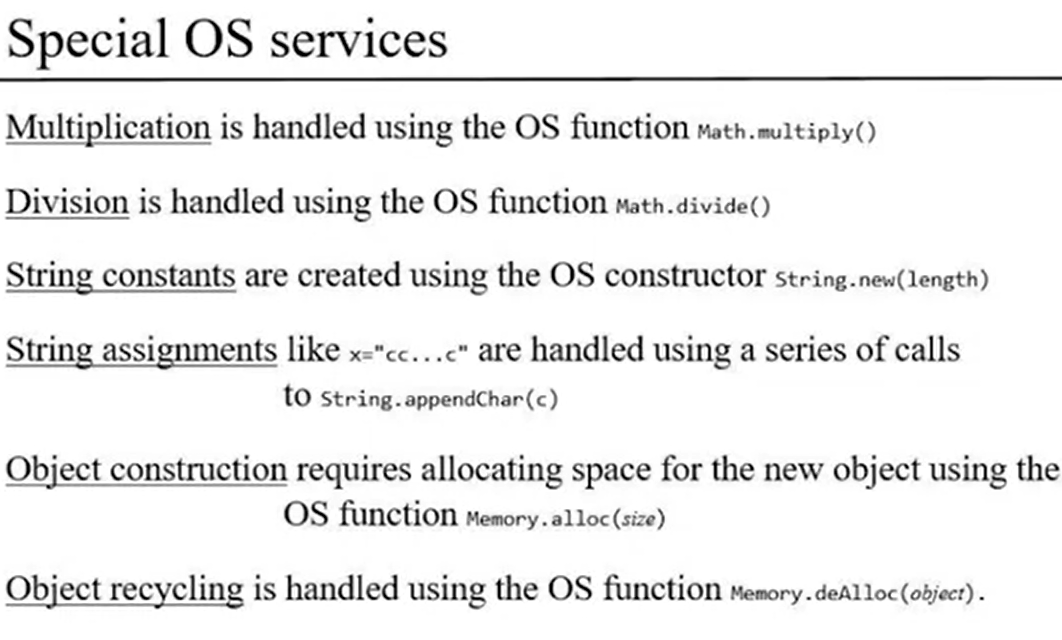 Special OS services
Multiplication is handled using the OS function Math.multiply()
Division is handled using the OS function Math.divide()
String constants are created using the OS constructor String.new(length)
String assignments like x="cc...c" are handled using a series of calls
to String.appendChar(c)
Object construction requires allocating space for the new object using the
OS function Memory.alloc(size)
Object recycling is handled using the OS function Memory.deAlloc(object).